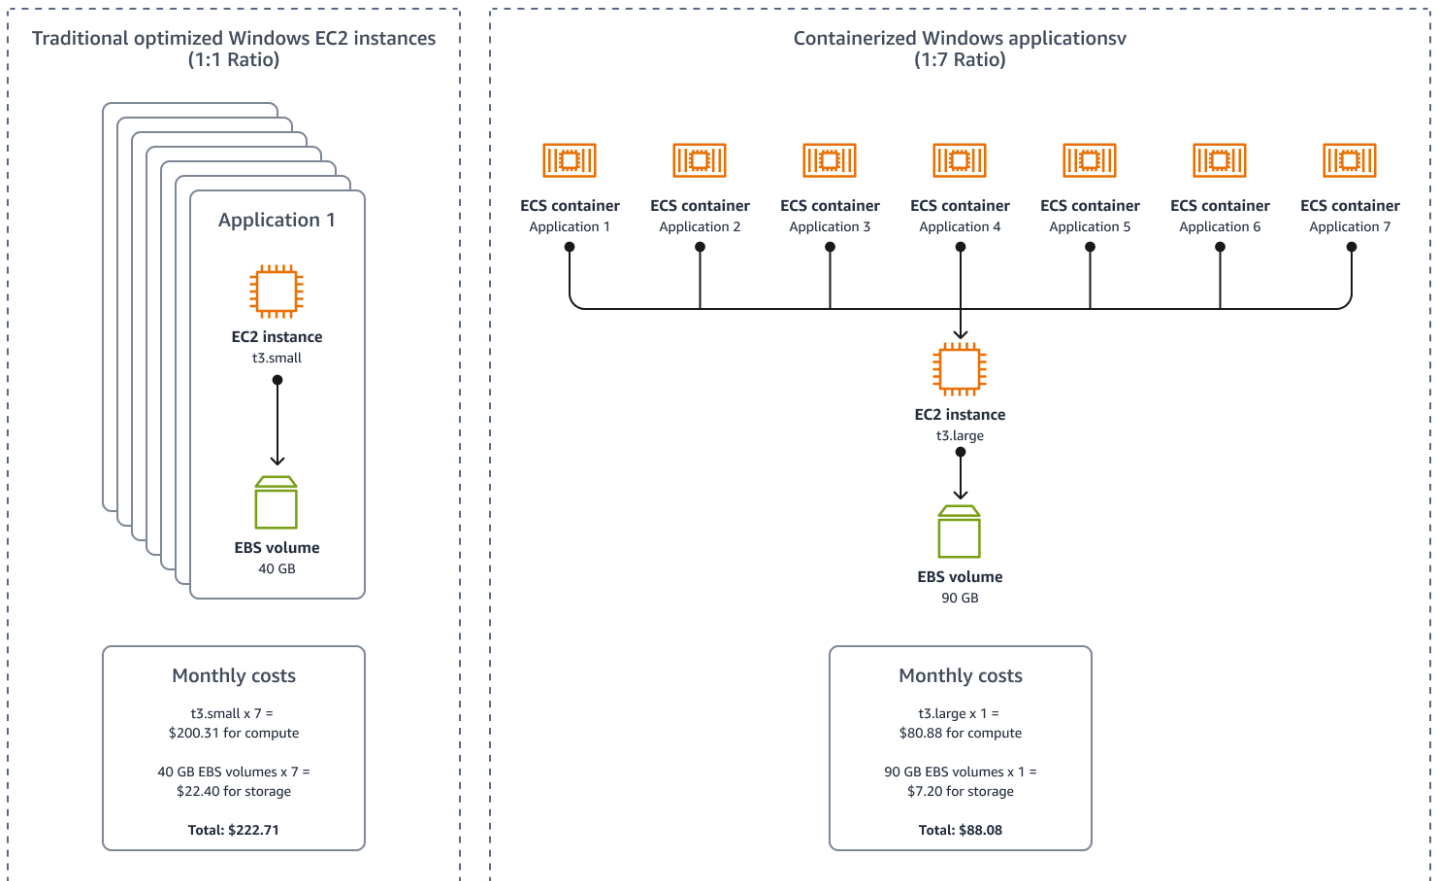 Traditional optimized Windows EC2 instances
(1:1 Ratio)
Application 1
EC2 instance
t3.small
EBS volume
40 GB
Monthly costs
t3.small x 7 =
$200.31 for compute
40 GB EBS volumes x 7 =
$22.40 for storage
Total: $222.71
Containerized Windows applicationsv
(1:7 Ratio)
ECS container
Application 1
ECS container
Application 2
ECS container
Application 3
ECS container
Application 4
ECS container
Application 5
ECS container
Application 6
ECS container
Application 7
EC2 instance
t3.large
EBS volume
90 GB
Monthly costs
t3.large x 1 =
$80.88 for compute
90 GB EBS volumes x 1 =
$7.20 for storage
Total: $88.08